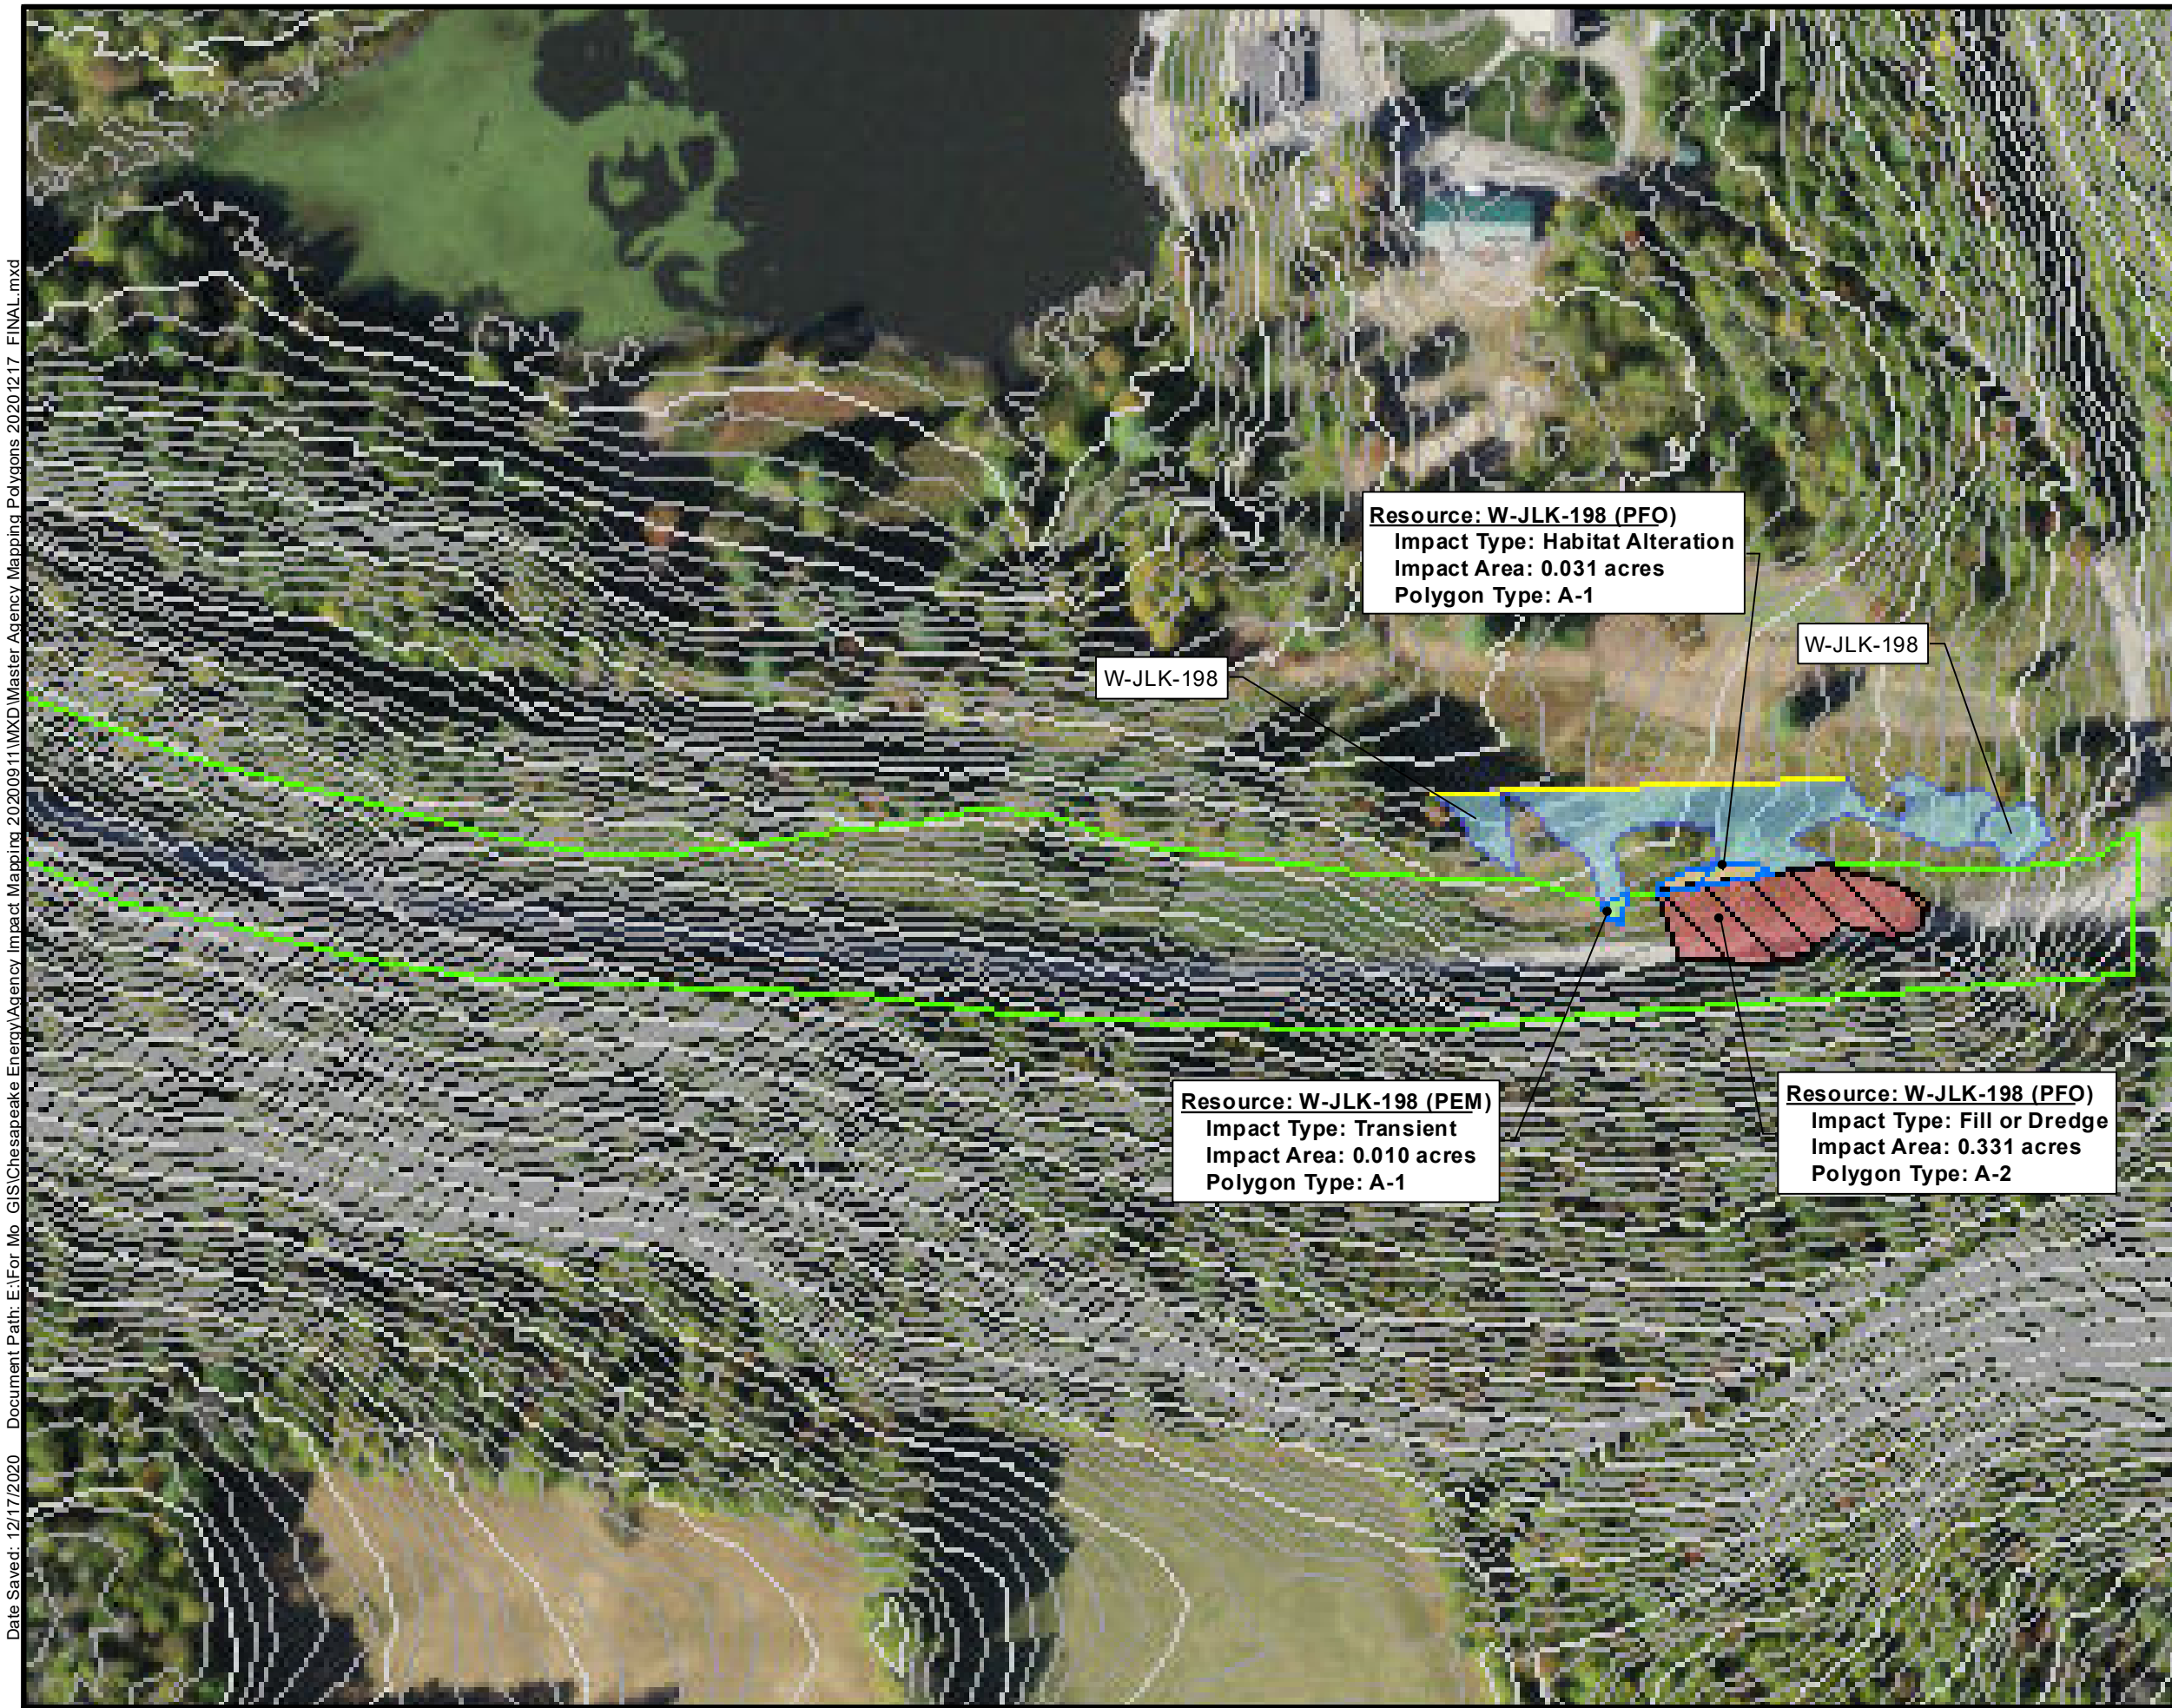 Resource: W-JLK-198 (PFO)
Impact Type: Habitat Alteration
Impact Area: 0.031 acres
Polygon Type: A-1
W-JLK-198
W-JLK-198
Resource: W-JLK-198 (PEM)
Impact Type: Transient
Impact Area: 0.010 acres
Polygon Type: A-1
Resource: W-JLK-198 (PFO)
Impact Type: Fill or Dredge
Impact Area: 0.331 acres
Polygon Type: A-2
Date Saved: 12/17/2020 Document Path: E:\For Mo GIS\Chesapeake Energy\Agency Impact Mapping 20200911\MXD\Master Agency Mapping Polygons 20201217 FINAL.mxd